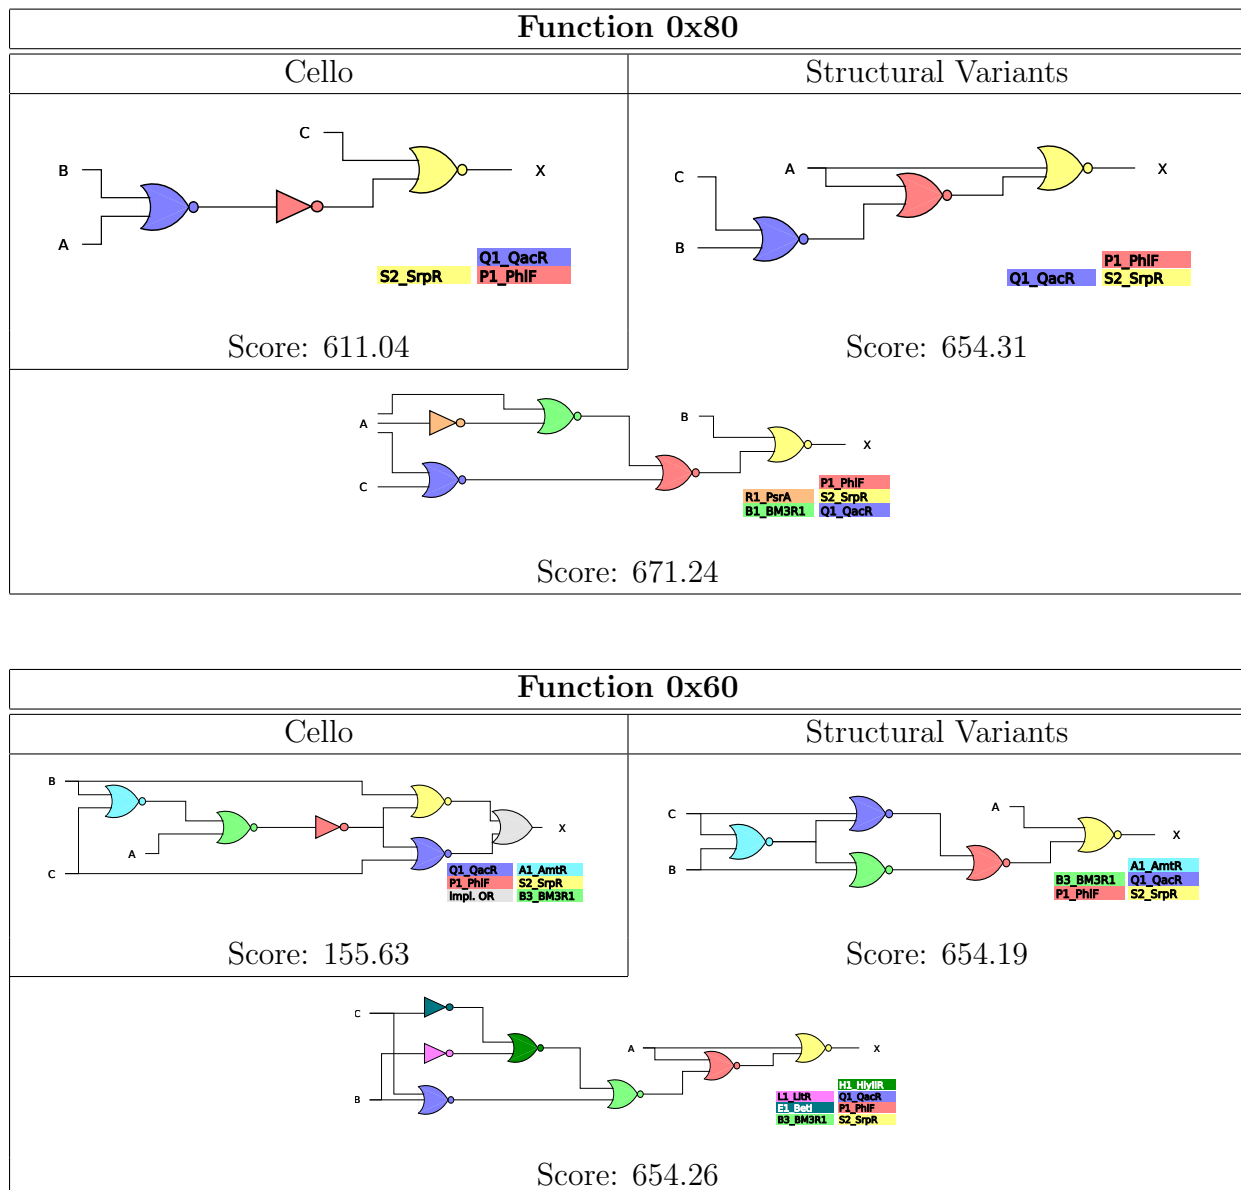 Function 0x80
Cello
Structural Variants
C
B
A
X
Q1_QacR
S2_SrpR P1_PhlF
Score: 611.04
A
C
B
X
P1_PhlF
Q1_QacR S2_SrpR
Score: 654.31
A
C
B
X
P1_PhlF
R1_PsrA S2_SrpR
B1_BM3R1 Q1_QacR
Score: 671.24
Function 0x60
Cello
Structural Variants
B
A
C
X
Q1_QacR A1_AmtR
P1_PhlF S2_SrpR
Impl. OR B3_BM3R1
Score: 155.63
C
B
A
X
A1_AmtR
B3_BM3R1 Q1_QacR
P1_PhlF S2_SrpR
Score: 654.19
C
B
A
X
H1_HlyIIR
L1_LitR Q1_QacR
E1_BetI P1_PhlF
B3_BM3R1 S2_SrpR
Score: 654.26